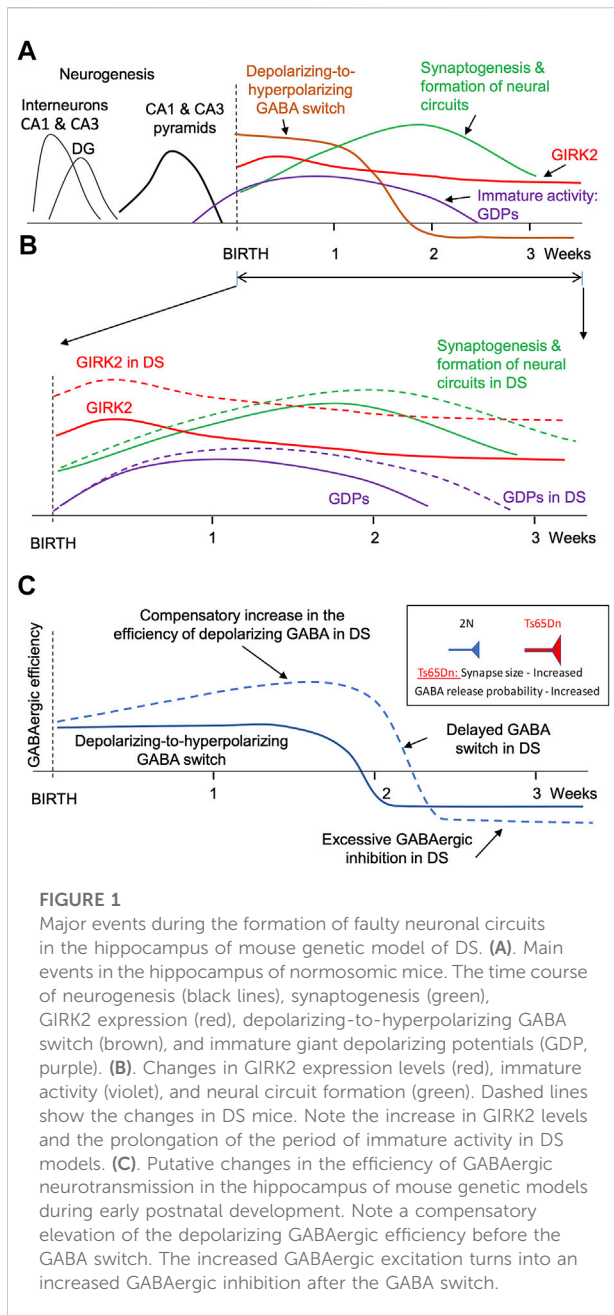 A
Neurogenesis
Interneurons
CA1 & CA3
DG
CA1 & CA3
pyramids
Depolarizing-to-
hyperpolarizing
GABA switch
Synaptogenesis &
formation of neural
circuits
GIRK2
Immature activity:
GDPs
BIRTH 1 2 3 Weeks
B
GIRK2 in DS
GIRK2
Synaptogenesis &
formation of neural
circuits in DS
GDPs
GDPs in DS
BIRTH 1 2 3 Weeks
C
GABAergic efficiency
Compensatory increase in the
efficiency of depolarizing GABA in DS
2N Ts65Dn
Ts65Dn: Synapse size - Increased
GABA release probability - Increased
Depolarizing-to-hyperpolarizing
GABA switch
Delayed GABA
switch in DS
BIRTH 1 2 3 Weeks
Excessive GABAergic
inhibition in DS
FIGURE 1
Major events during the formation of faulty neuronal circuits
in the hippocampus of mouse genetic model of DS. (A). Main
events in the hippocampus of normosomic mice. The time course
of neurogenesis (black lines), synaptogenesis (green),
GIRK2 expression (red), depolarizing-to-hyperpolarizing GABA
switch (brown), and immature giant depolarizing potentials (GDP,
purple). (B). Changes in GIRK2 expression levels (red), immature
activity (violet), and neural circuit formation (green). Dashed lines
show the changes in DS mice. Note the increase in GIRK2 levels
and the prolongation of the period of immature activity in DS
models. (C). Putative changes in the efficiency of GABAergic
neurotransmission in the hippocampus of mouse genetic models
during early postnatal development. Note a compensatory
elevation of the depolarizing GABAergic efficiency before the
GABA switch. The increased GABAergic excitation turns into an
increased GABAergic inhibition after the GABA switch.